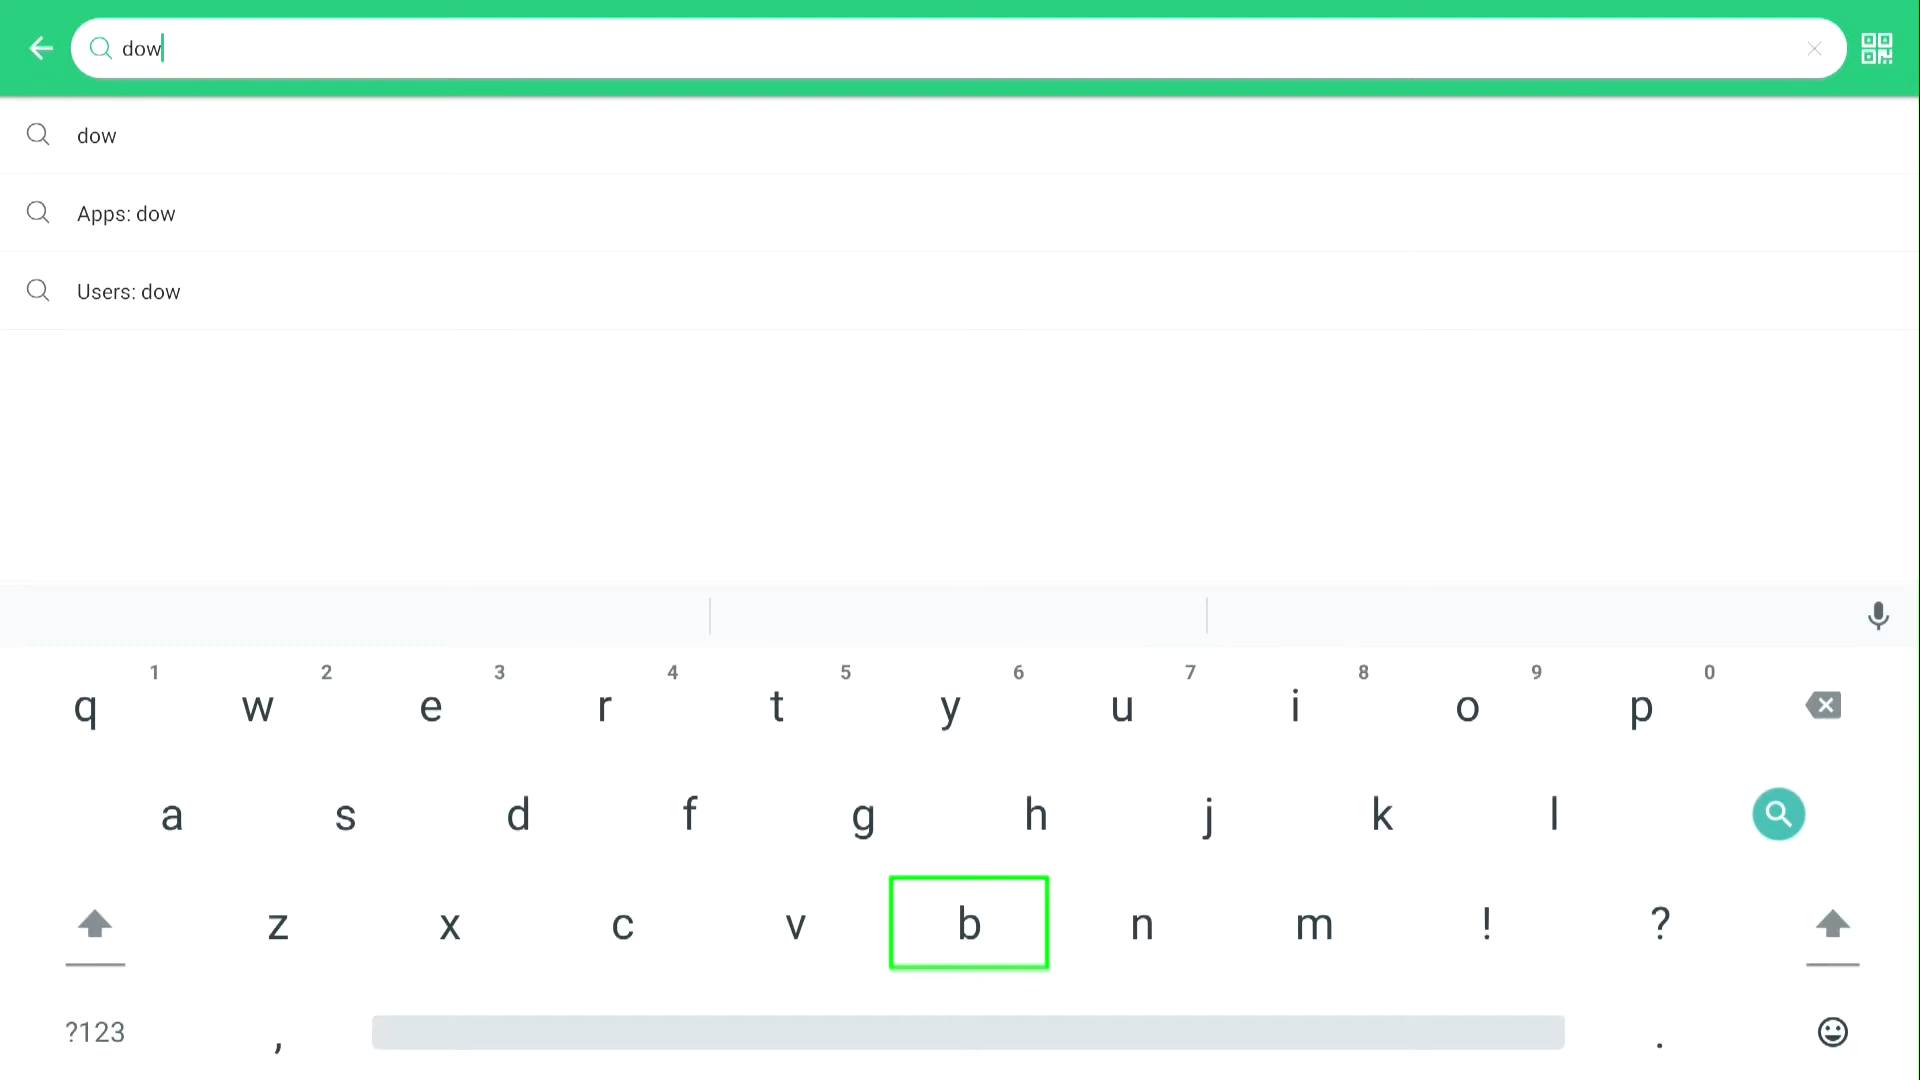 dow
dow
Apps: dow
Users: dow
1 2 3 4 5 6 7 8 9 0
q w e r t y u i o p
a s d f g h j k l
z x c v b n m ! ?
?123 , .